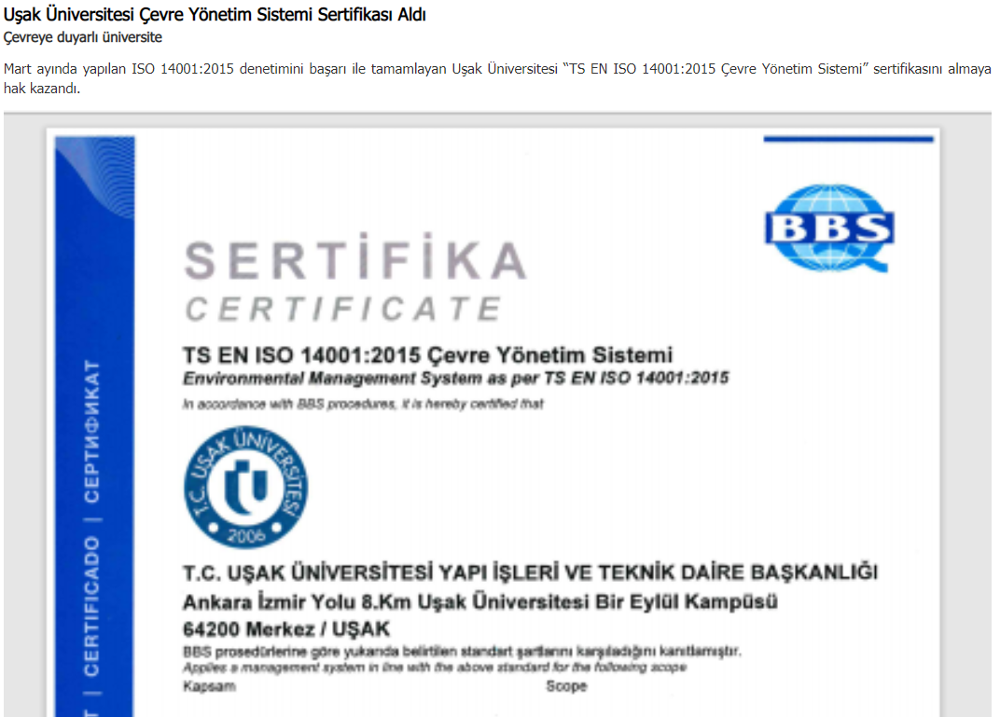 Uşak Üniversitesi Çevre Yönetim Sistemi Sertifikası Aldı
Çevreye duyarlı üniversite
Mart ayında yapılan ISO 14001:2015 denetimini başarı ile tamamlayan Uşak Üniversitesi “TS EN ISO 14001:2015 Çevre Yönetim Sistemi” sertifikasını almaya
hak kazandı.
BBS
SERTİFİKA
CERTIFICATE
TS EN ISO 14001:2015 Çevre Yönetim Sistemi
Environmental Management System as per TS EN ISO 14001:2015
In accordance with BBS procedures, it is hereby certified that
T.C. UŞAK ÜNİVERSİTESİ
2006
T.C. UŞAK ÜNİVERSİTESİ YAPI İŞLERİ VE TEKNİK DAİRE BAŞKANLIĞI
Ankara İzmir Yolu 8.Km Uşak Üniversitesi Bir Eylül Kampüsü
64200 Merkez / UŞAK
BBS prosedürlerine göre yukarıda belirtilen standart şartlarını karşıladığını kanıtlamıştır.
Applies a management system in line with the above standard for the following scope
Kapsam Scope
T | CERTIFICADO | СЕРТИФИКАТ